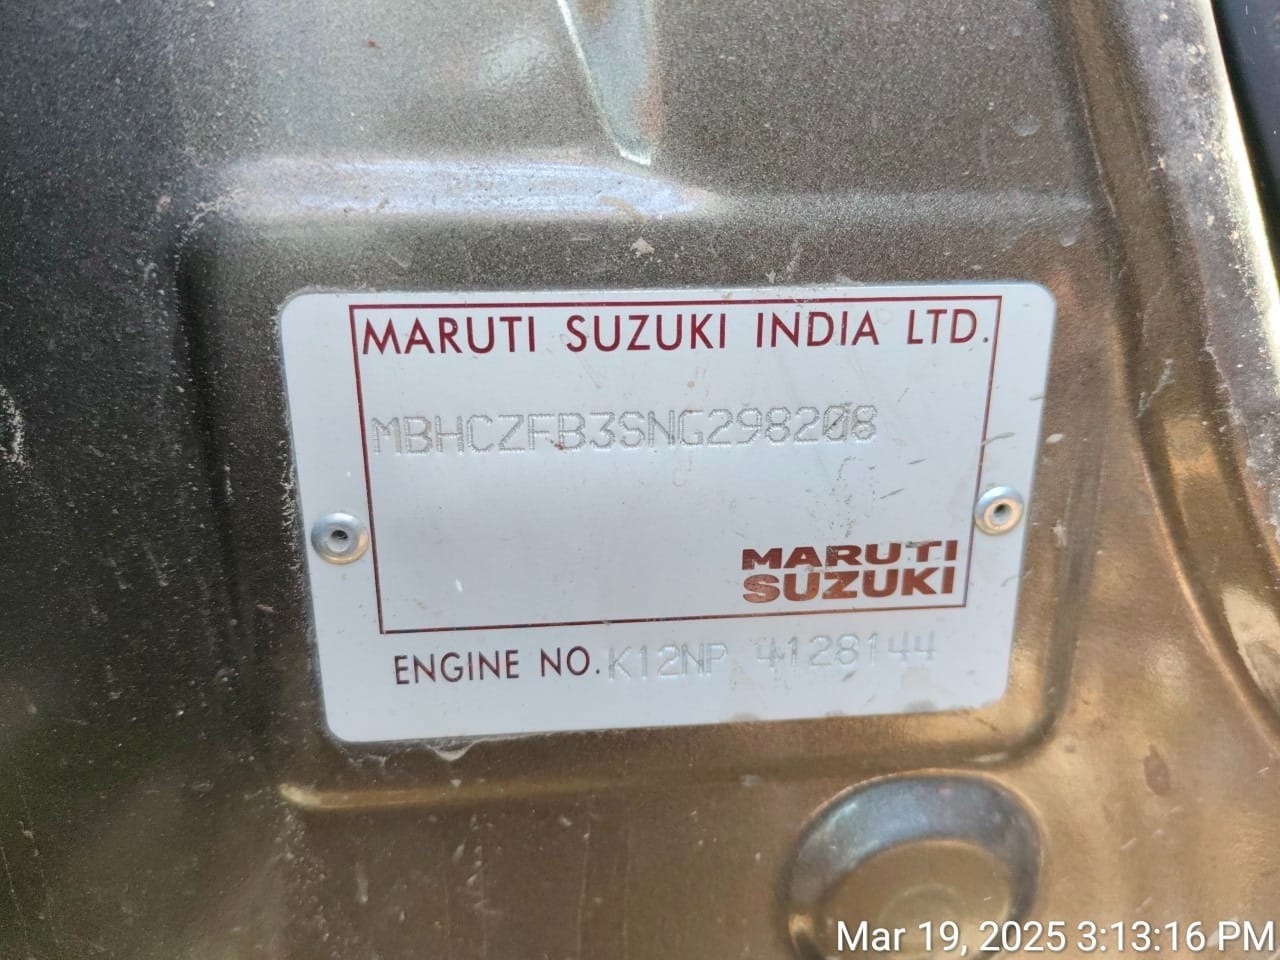 MARUTI SUZUKI INDIA LTD.
MBHCZFB3SNG298208
MARUTI
SUZUKI
ENGINE NO. K12NP 4128144
Mar 19, 2025 3:13:16 PM